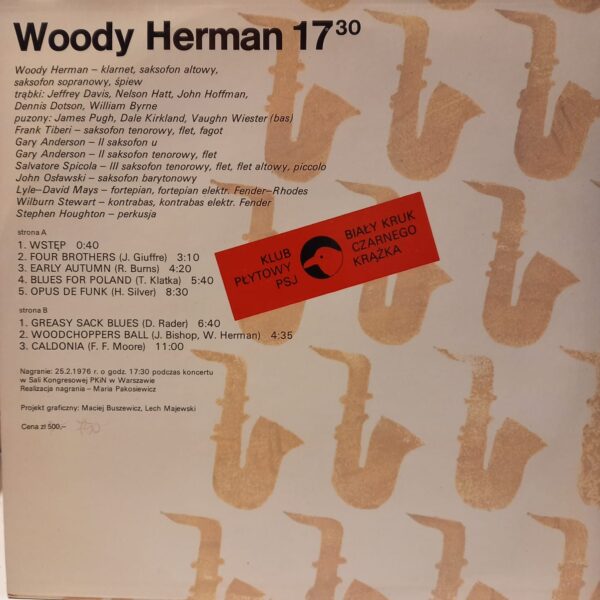 Woody Herman 17³⁰
Woody Herman – klarnet, saksofon altowy,
saksofon sopranowy, śpiew
trąbki: Jeffrey Davis, Nelson Hatt, John Hoffman,
Dennis Dotson, William Byrne
puzony: James Pugh, Dale Kirkland, Vaughn Wiester (bas)
Frank Tiberi – saksofon tenorowy, flet, fagot
Gary Anderson – II saksofon u
Gary Anderson – II saksofon tenorowy, flet
Salvatore Spicola – III saksofon tenorowy, flet, flet altowy, piccolo
John Osławski – saksofon barytonowy
Lyle–David Mays – fortepian, fortepian elektr. Fender–Rhodes
Wilburn Stewart – kontrabas, kontrabas elektr. Fender
Stephen Houghton – perkusja
strona A
1. WSTĘP 0:40
2. FOUR BROTHERS (J. Giuffre) 3:10
3. EARLY AUTUMN (R. Burns) 4:20
4. BLUES FOR POLAND (T. Klatka) 5:40
5. OPUS DE FUNK (H. Silver) 8:30
strona B
1. GREASY SACK BLUES (D. Rader) 6:40
2. WOODCHOPPERS BALL (J. Bishop, W. Herman) 4:35
3. CALDONIA (F. F. Moore) 11:00
Nagranie: 25.2.1976 r. o godz. 17:30 podczas koncertu
w Sali Kongresowej PKiN w Warszawie
Realizacja nagrania – Maria Pakosiewicz
Projekt graficzny: Maciej Buszewicz, Lech Majewski
Cena zł 500,– 750
KLUB
PŁYTOWY
PSJ
BIAŁY KRUK
CZARNEGO
KRĄŻKA